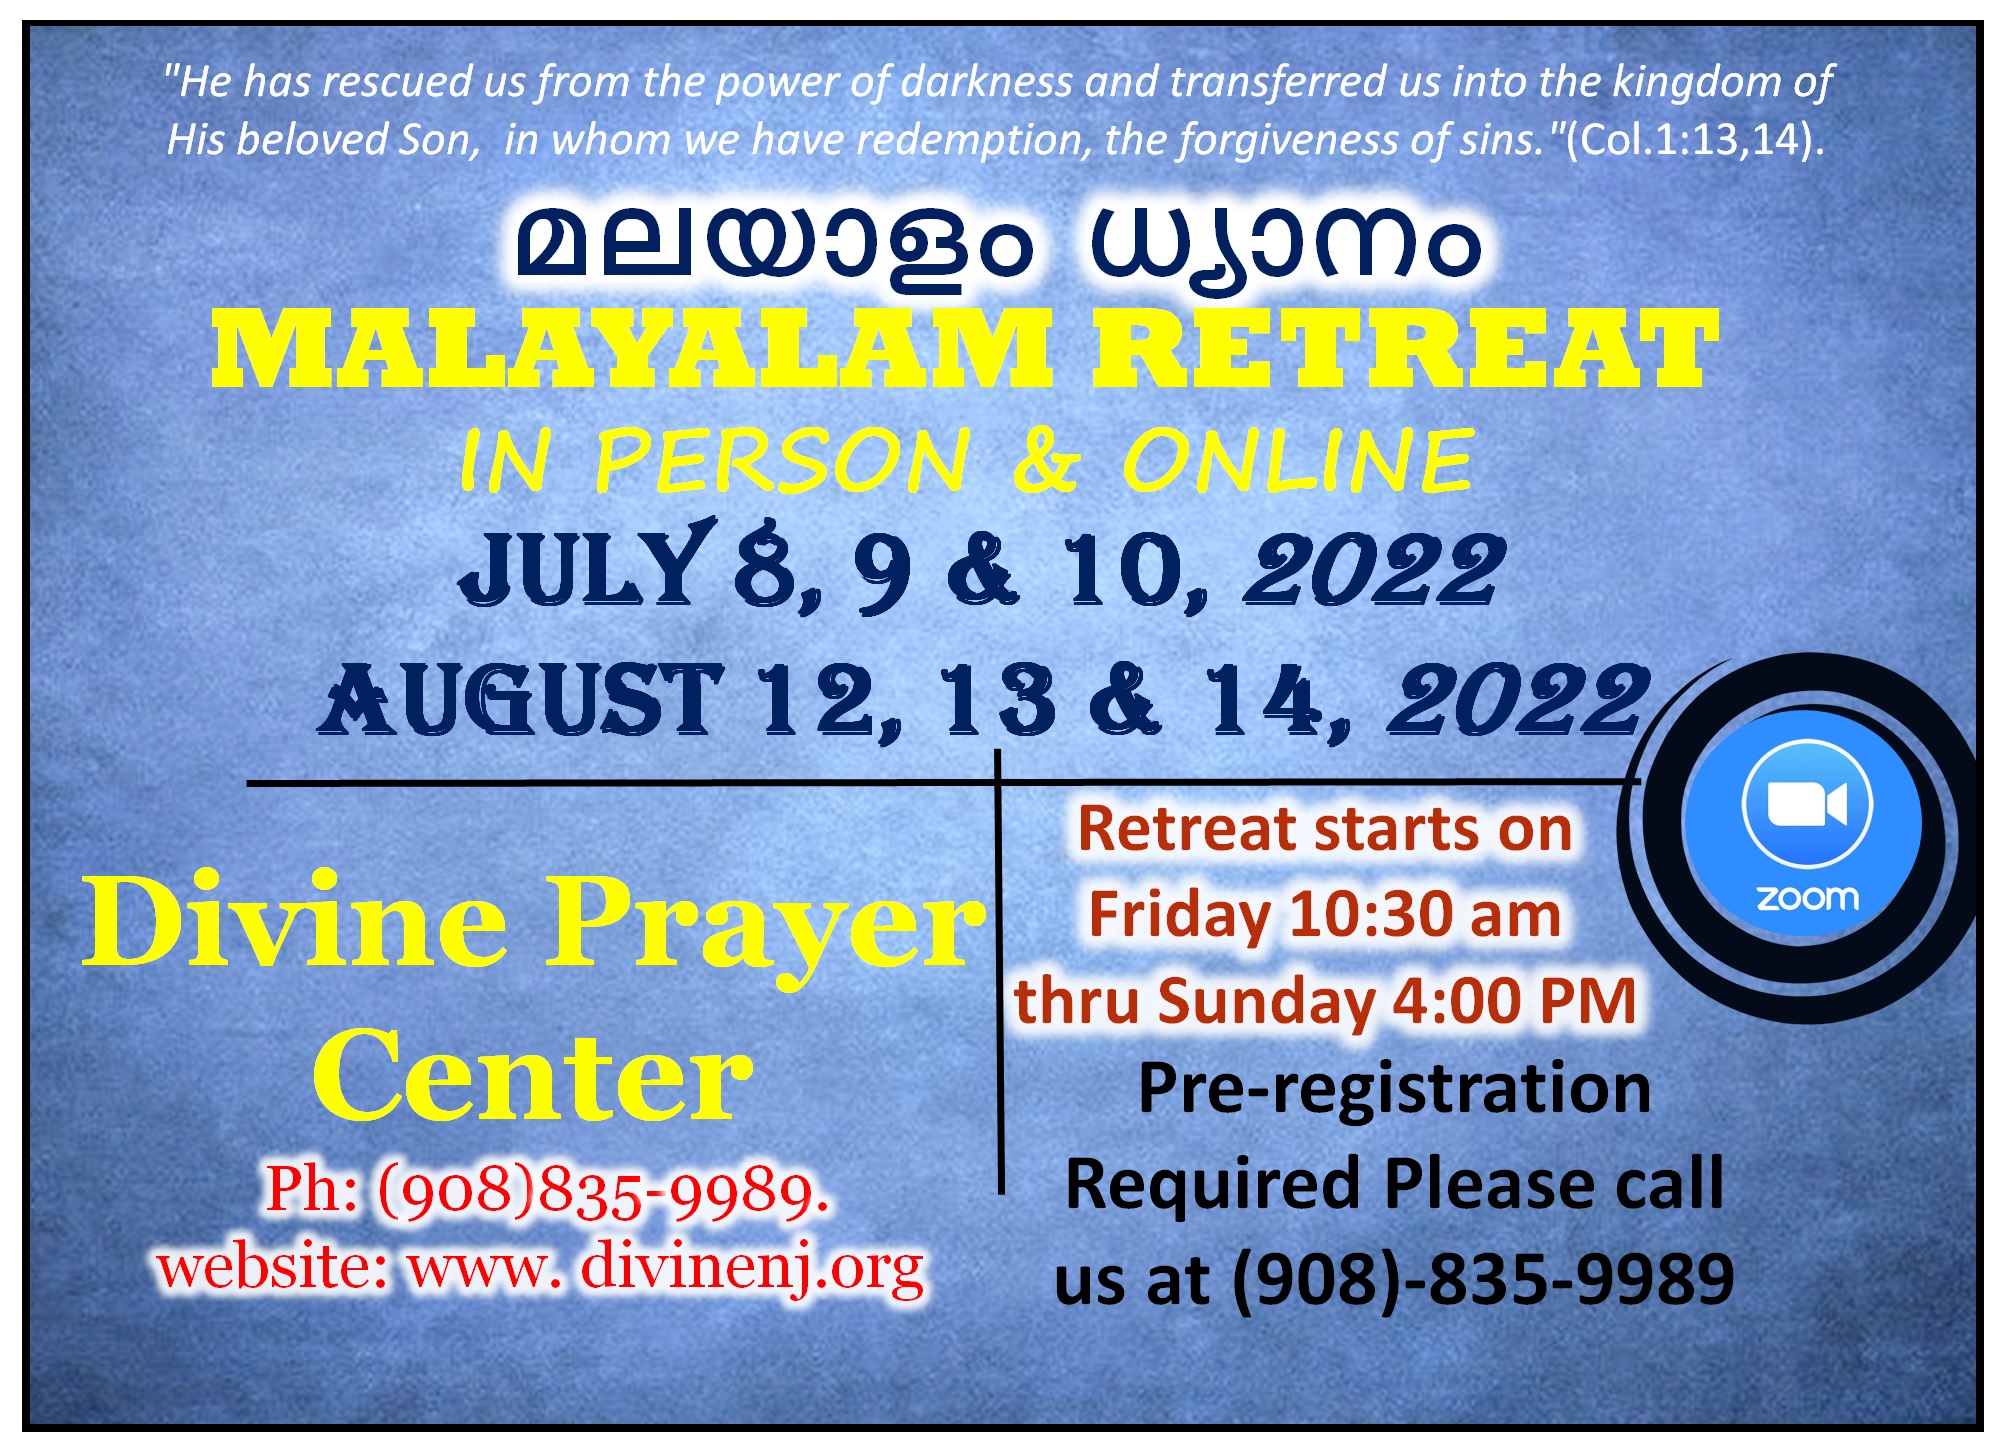 "He has rescued us from the power of darkness and transferred us into the kingdom of
His beloved Son, in whom we have redemption, the forgiveness of sins."(Col.1:13,14).
മലയാളം ധ്യാനം
MALAYALAM RETREAT
IN PERSON & ONLINE
JULY 8, 9 & 10, 2022
AUGUST 12, 13 & 14, 2022
Divine Prayer
Center
Ph: (908)835-9989.
website: www. divinenj.org
Retreat starts on
Friday 10:30 am
thru Sunday 4:00 PM
Pre-registration
Required Please call
us at (908)-835-9989
zoom